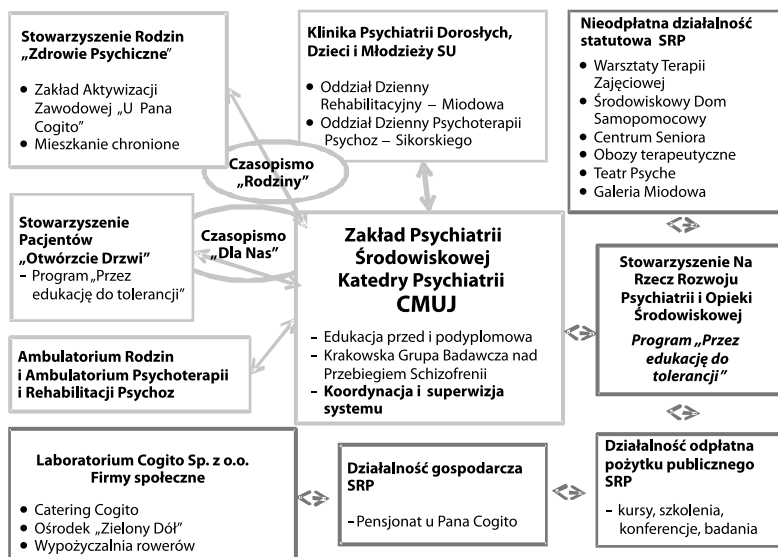 Stowarzyszenie Rodzin
„Zdrowie Psychiczne”
• Zakład Aktywizacji
Zawodowej „U Pana
Cogito”
• Mieszkanie chronione
Klinika Psychiatrii Dorosłych,
Dzieci i Młodzieży SU
• Oddział Dzienny
Rehabilitacyjny – Miodowa
• Oddział Dzienny Psychoterapii
Psychoz – Sikorskiego
Nieodpłatna działalność
statutowa SRP
• Warsztaty Terapii
Zajęciowej
• Środowiskowy Dom
Samopomocowy
• Centrum Seniora
• Obozy terapeutyczne
• Teatr Psyche
• Galeria Miodowa
Czasopismo
„Rodziny”
Stowarzyszenie
Pacjentów
„Otwórzcie Drzwi”
– Program „Przez
edukację do tolerancji”
Czasopismo
„Dla Nas”
Zakład Psychiatrii
Środowiskowej
Katedry Psychiatrii
CMUJ
– Edukacja przed i podyplomowa
– Krakowska Grupa Badawcza nad
Przebiegiem Schizofrenii
– Koordynacja i superwizja
systemu
Stowarzyszenie Na
Rzecz Rozwoju
Psychiatrii i Opieki
Środowiskowej
Program „Przez
edukację do
tolerancji”
Ambulatorium Rodzin
i Ambulatorium Psychoterapii
i Rehabilitacji Psychoz
Laboratorium Cogito Sp. z o.o.
Firmy społeczne
• Catering Cogito
• Ośrodek „Zielony Dół”
• Wypożyczalnia rowerów
Działalność gospodarcza
SRP
– Pensjonat u Pana Cogito
Działalność odpłatna
pożytku publicznego
SRP
– kursy, szkolenia,
konferencje, badania